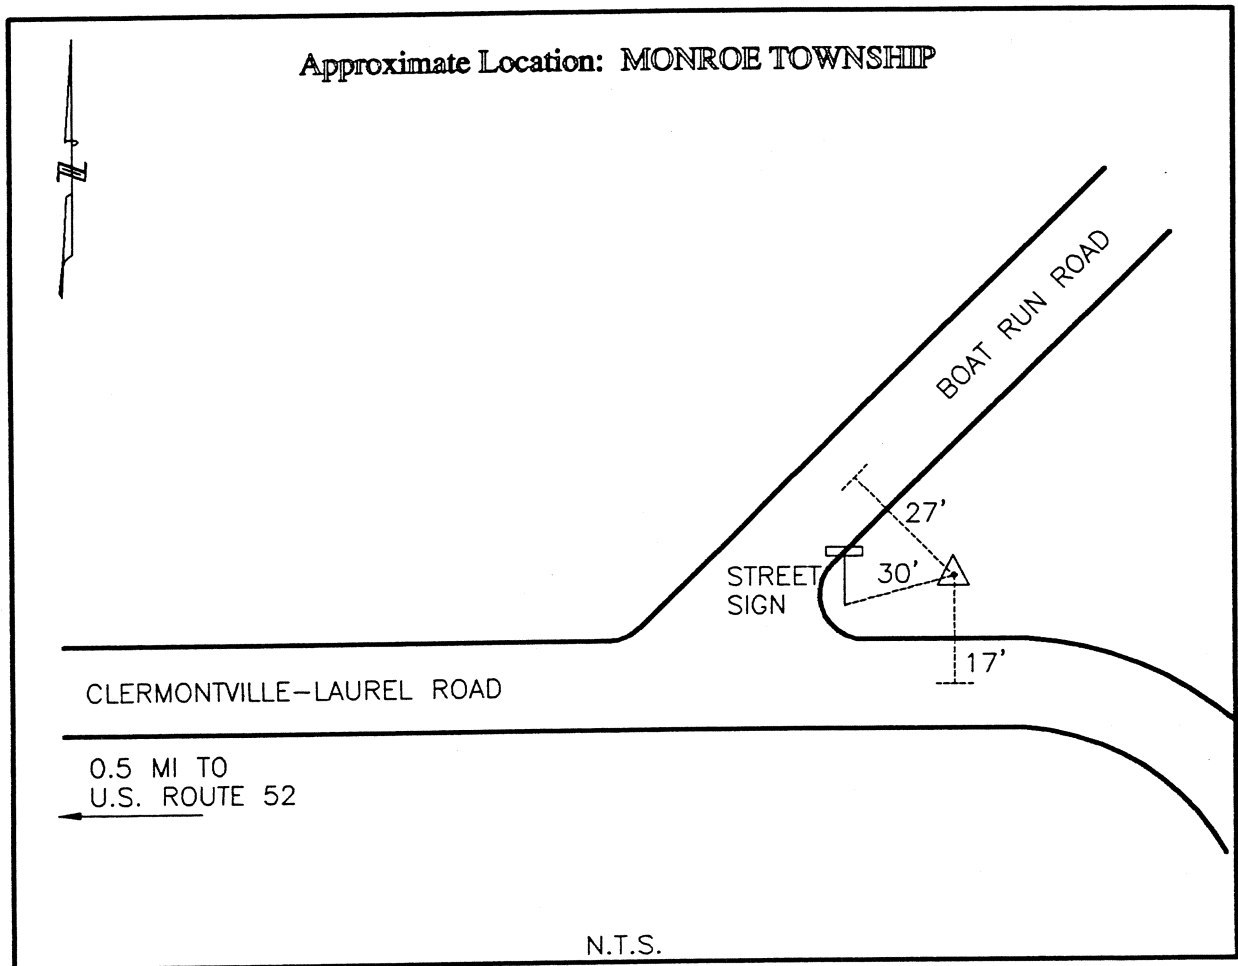 Approximate Location: MONROE TOWNSHIP
N
BOAT RUN ROAD
27'
STREET
SIGN
30'
17'
CLERMONTVILLE-LAUREL ROAD
0.5 MI TO
U.S. ROUTE 52
N.T.S.